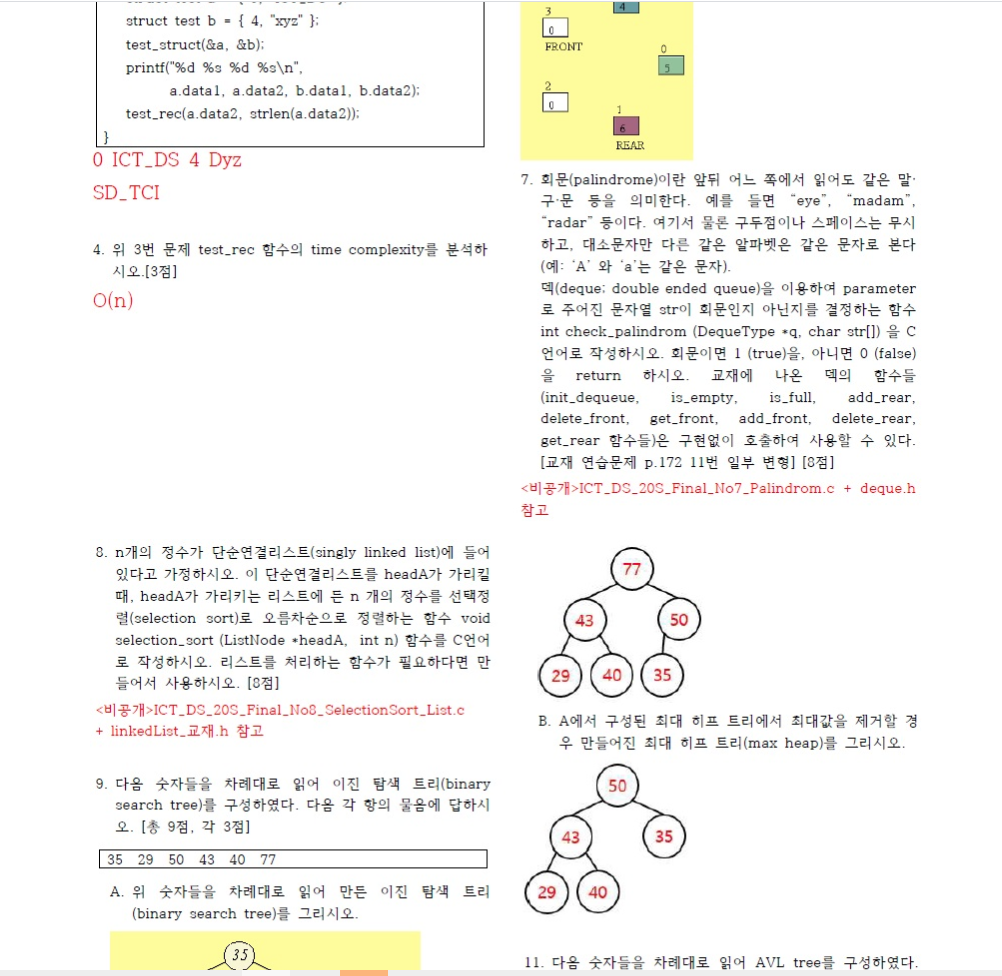 struct test b = { 4, "xyz" };
test_struct(&a, &b);
printf("%d %s %d %s\n",
a.data1, a.data2, b.data1, b.data2);
test_rec(a.data2, strlen(a.data2));
}
0 ICT_DS 4 Dyz
SD_TCI
4. 위 3번 문제 test_rec 함수의 time complexity를 분석하
시오.[3점]
O(n)
3
4
0
FRONT
0
5
2
0
1
6
REAR
7. 회문(palindrome)이란 앞뒤 어느 쪽에서 읽어도 같은 말·
구·문 등을 의미한다. 예를 들면 “eye”, “madam”,
“radar” 등이다. 여기서 물론 구두점이나 스페이스는 무시
하고, 대소문자만 다른 같은 알파벳은 같은 문자로 본다
(예: ‘A’ 와 ‘a’는 같은 문자).
덱(deque; double ended queue)을 이용하여 parameter
로 주어진 문자열 str이 회문인지 아닌지를 결정하는 함수
int check_palindrom (DequeType *q, char str[]) 을 C
언어로 작성하시오. 회문이면 1 (true)을, 아니면 0 (false)
을 return 하시오. 교재에 나온 덱의 함수들
(init_dequeue, is_empty, is_full, add_rear,
delete_front, get_front, add_front, delete_rear,
get_rear 함수들)은 구현없이 호출하여 사용할 수 있다.
[교재 연습문제 p.172 11번 일부 변형] [8점]
<비공개>ICT_DS_20S_Final_No7_Palindrom.c + deque.h
참고
8. n개의 정수가 단순연결리스트(singly linked list)에 들어
있다고 가정하시오. 이 단순연결리스트를 headA가 가리킬
때, headA가 가리키는 리스트에 든 n 개의 정수를 선택정
렬(selection sort)로 오름차순으로 정렬하는 함수 void
selection_sort (ListNode *headA, int n) 함수를 C언어
로 작성하시오. 리스트를 처리하는 함수가 필요하다면 만
들어서 사용하시오. [8점]
<비공개>ICT_DS_20S_Final_No8_SelectionSort_List.c
+ linkedList_교재.h 참고
9. 다음 숫자들을 차례대로 읽어 이진 탐색 트리(binary
search tree)를 구성하였다. 다음 각 항의 물음에 답하시
오. [총 9점, 각 3점]
35 29 50 43 40 77
A. 위 숫자들을 차례대로 읽어 만든 이진 탐색 트리
(binary search tree)를 그리시오.
35
77
43
50
29
40
35
B. A에서 구성된 최대 히프 트리에서 최대값을 제거할 경
우 만들어진 최대 히프 트리(max heap)를 그리시오.
50
43
35
29
40
11. 다음 숫자들을 차례대로 읽어 AVL tree를 구성하였다.